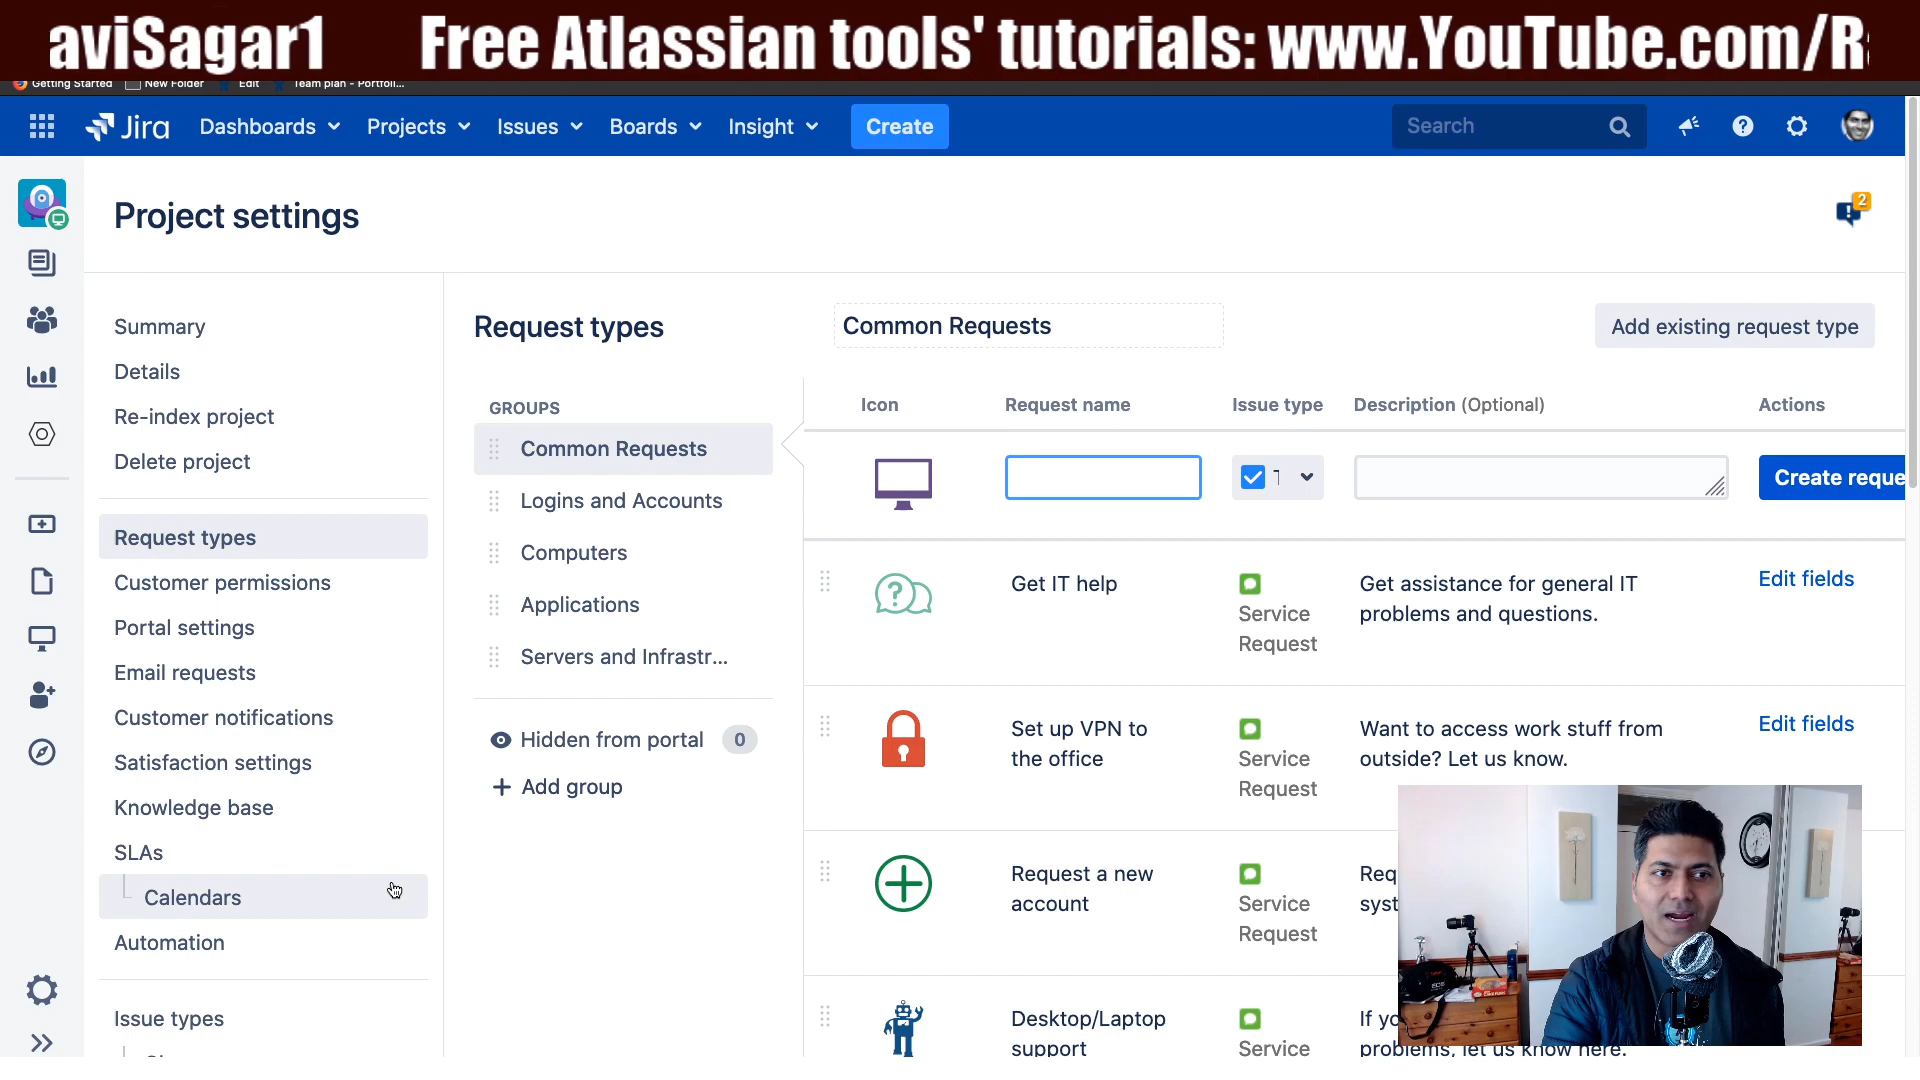 aviSagar1 Free Atlassian tools' tutorials: www.YouTube.com/Ra
Getting Started New Folder Edit Team plan - Portfoli...
Jira Dashboards Projects Issues Boards Insight Create Search
Project settings
2
Summary
Details
Re-index project
Delete project
Request types
Customer permissions
Portal settings
Email requests
Customer notifications
Satisfaction settings
Knowledge base
SLAs
Calendars
Automation
Issue types
Request types
GROUPS
Common Requests
Logins and Accounts
Computers
Applications
Servers and Infrastr...
Hidden from portal 0
+ Add group
Common Requests
Add existing request type
Icon Request name Issue type Description (Optional) Actions
Create reque
Get IT help
Service
Request
Get assistance for general IT
problems and questions.
Edit fields
Set up VPN to
the office
Service
Request
Want to access work stuff from
outside? Let us know.
Edit fields
Request a new
account
Service
Request
Req
syst
Desktop/Laptop
support
Service
If yo
problems, let us know here.